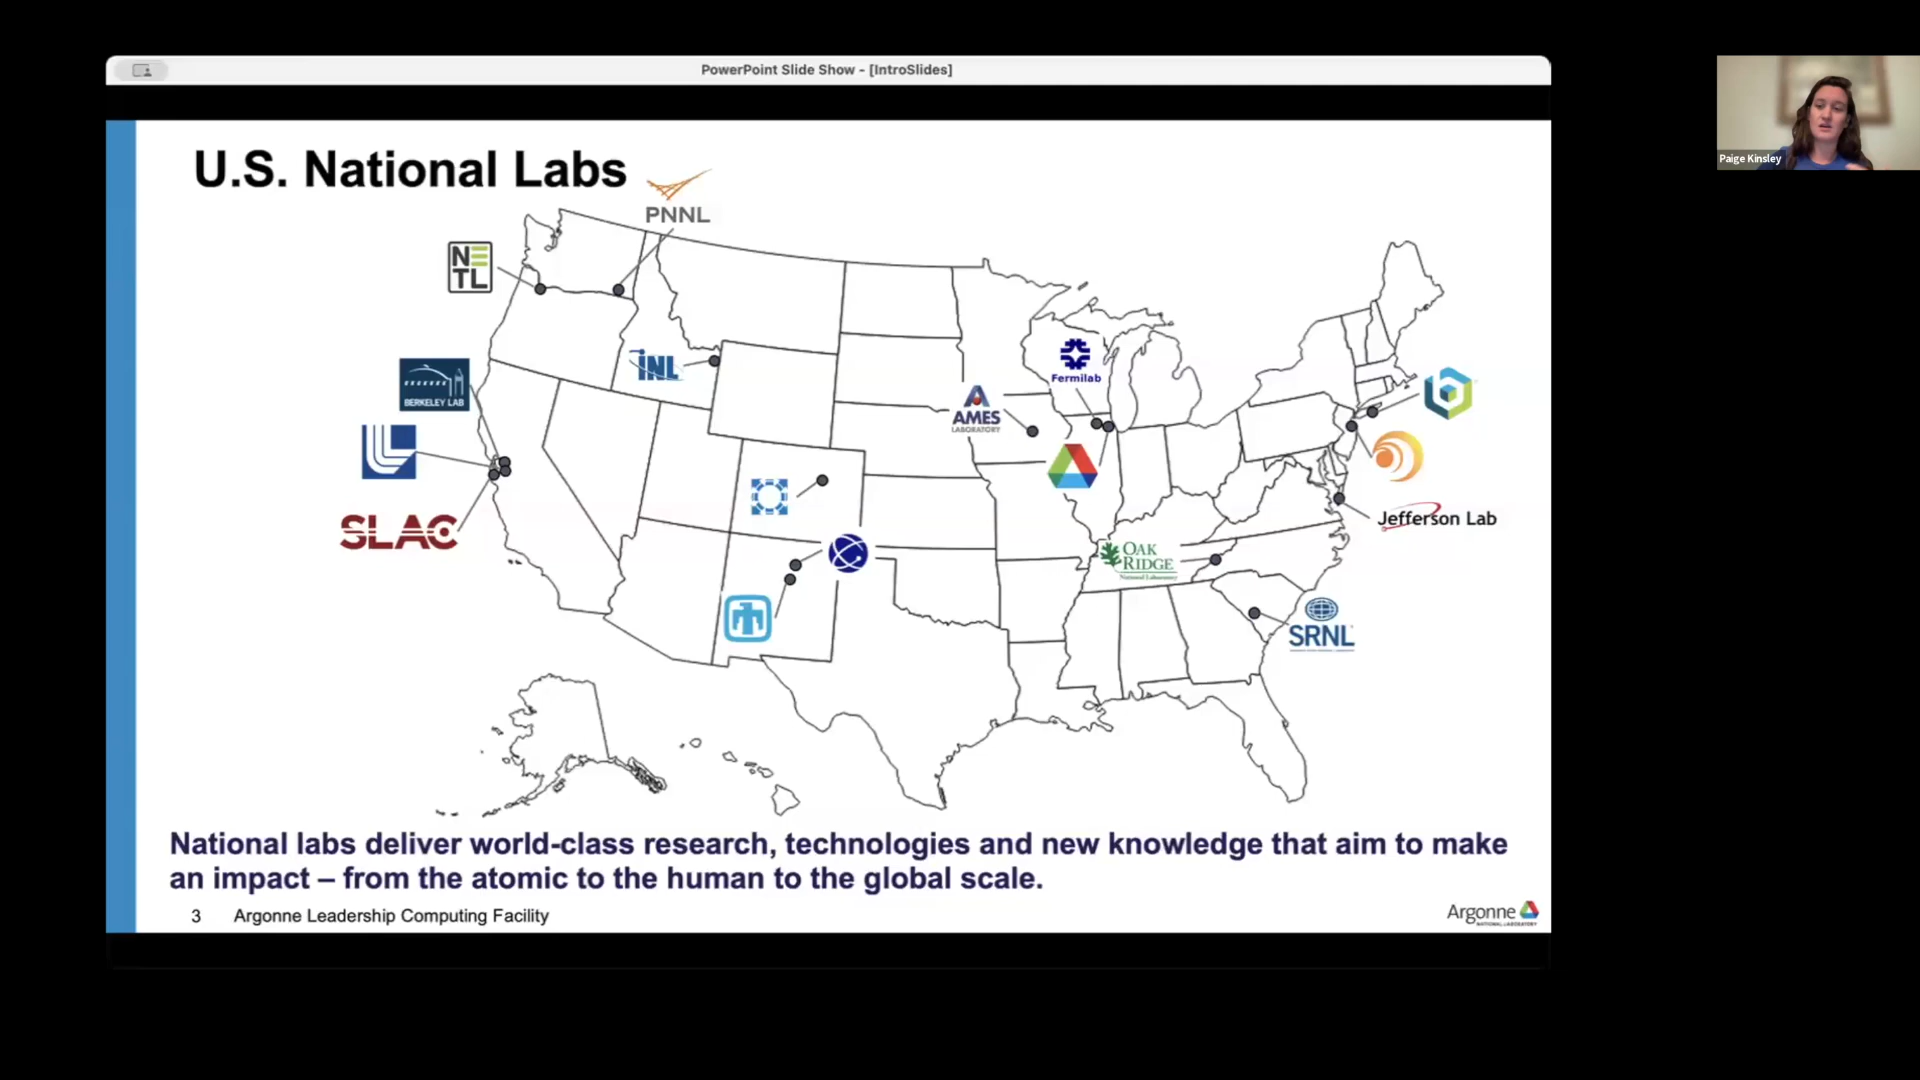 PowerPoint Slide Show - [IntroSlides]
Paige Kinsley
U.S. National Labs
PNNL
NETL
INL
BERKELEY LAB
SLAC
Fermilab
AMES
LABORATORY
Jefferson Lab
OAK
RIDGE
National Laboratory
SRNL
National labs deliver world-class research, technologies and new knowledge that aim to make
an impact – from the atomic to the human to the global scale.
3 Argonne Leadership Computing Facility
Argonne
NATIONAL LABORATORY